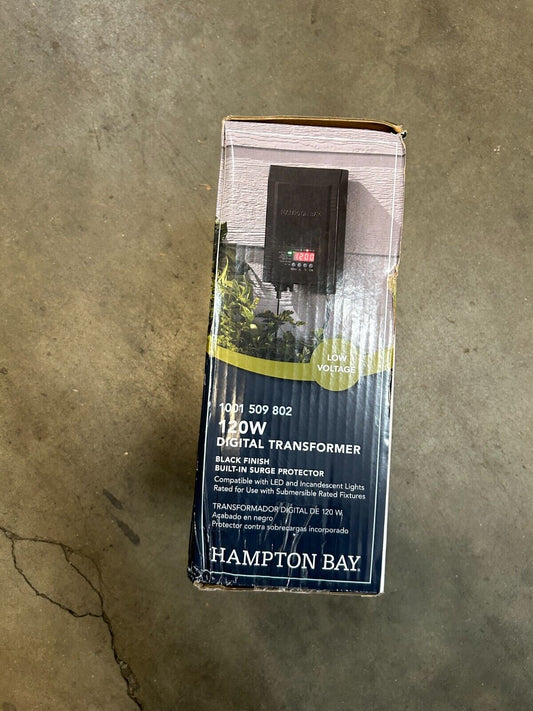 HAMPTON BAY
12:00
LOW
VOLTAGE
1001 509 802
120W
DIGITAL TRANSFORMER
BLACK FINISH
BUILT-IN SURGE PROTECTOR
Compatible with LED and Incandescent Lights
Rated for Use with Submersible Rated Fixtures
TRANSFORMADOR DIGITAL DE 120 W
Acabado en negro
Protector contra sobrecargas incorporado
HAMPTON BAY.